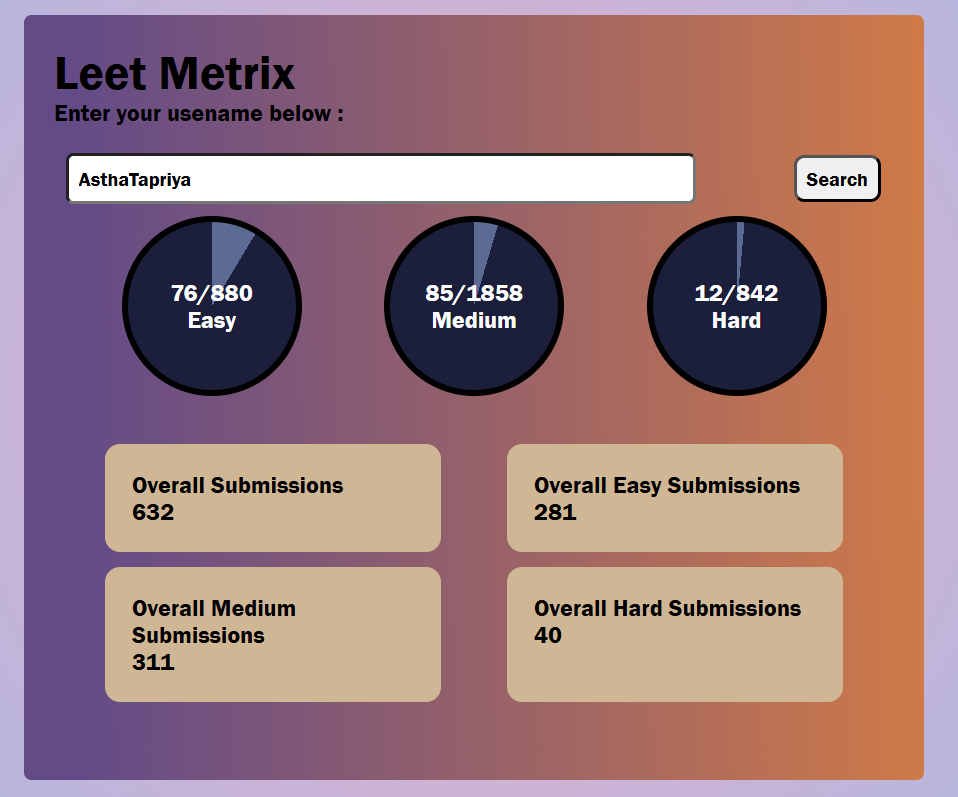 Leet Metrix
Enter your usename below :
AsthaTapriya
Search
76/880
Easy
85/1858
Medium
12/842
Hard
Overall Submissions
632
Overall Easy Submissions
281
Overall Medium
Submissions
311
Overall Hard Submissions
40